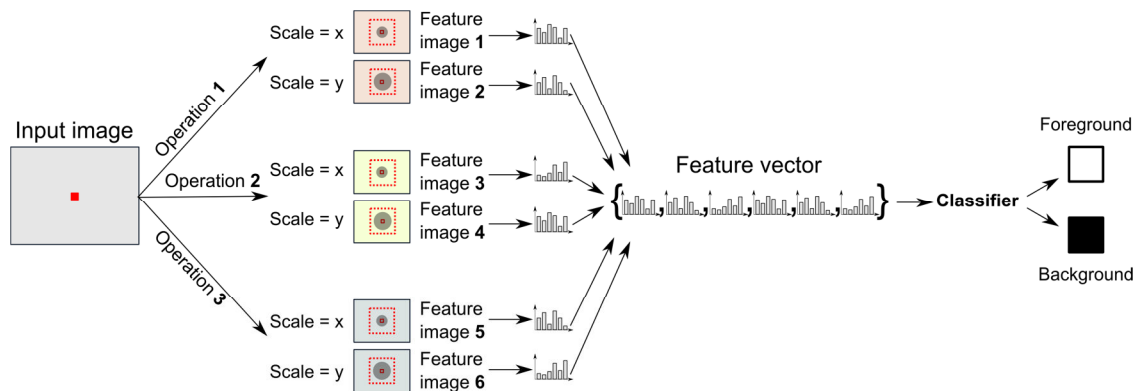 Input image
Operation 1
Operation 2
Operation 3
Scale = x
Feature
image 1
Scale = y
Feature
image 2
Scale = x
Feature
image 3
Scale = y
Feature
image 4
Scale = x
Feature
image 5
Scale = y
Feature
image 6
Feature vector
{ , , , , , }
Classifier
Foreground
Background